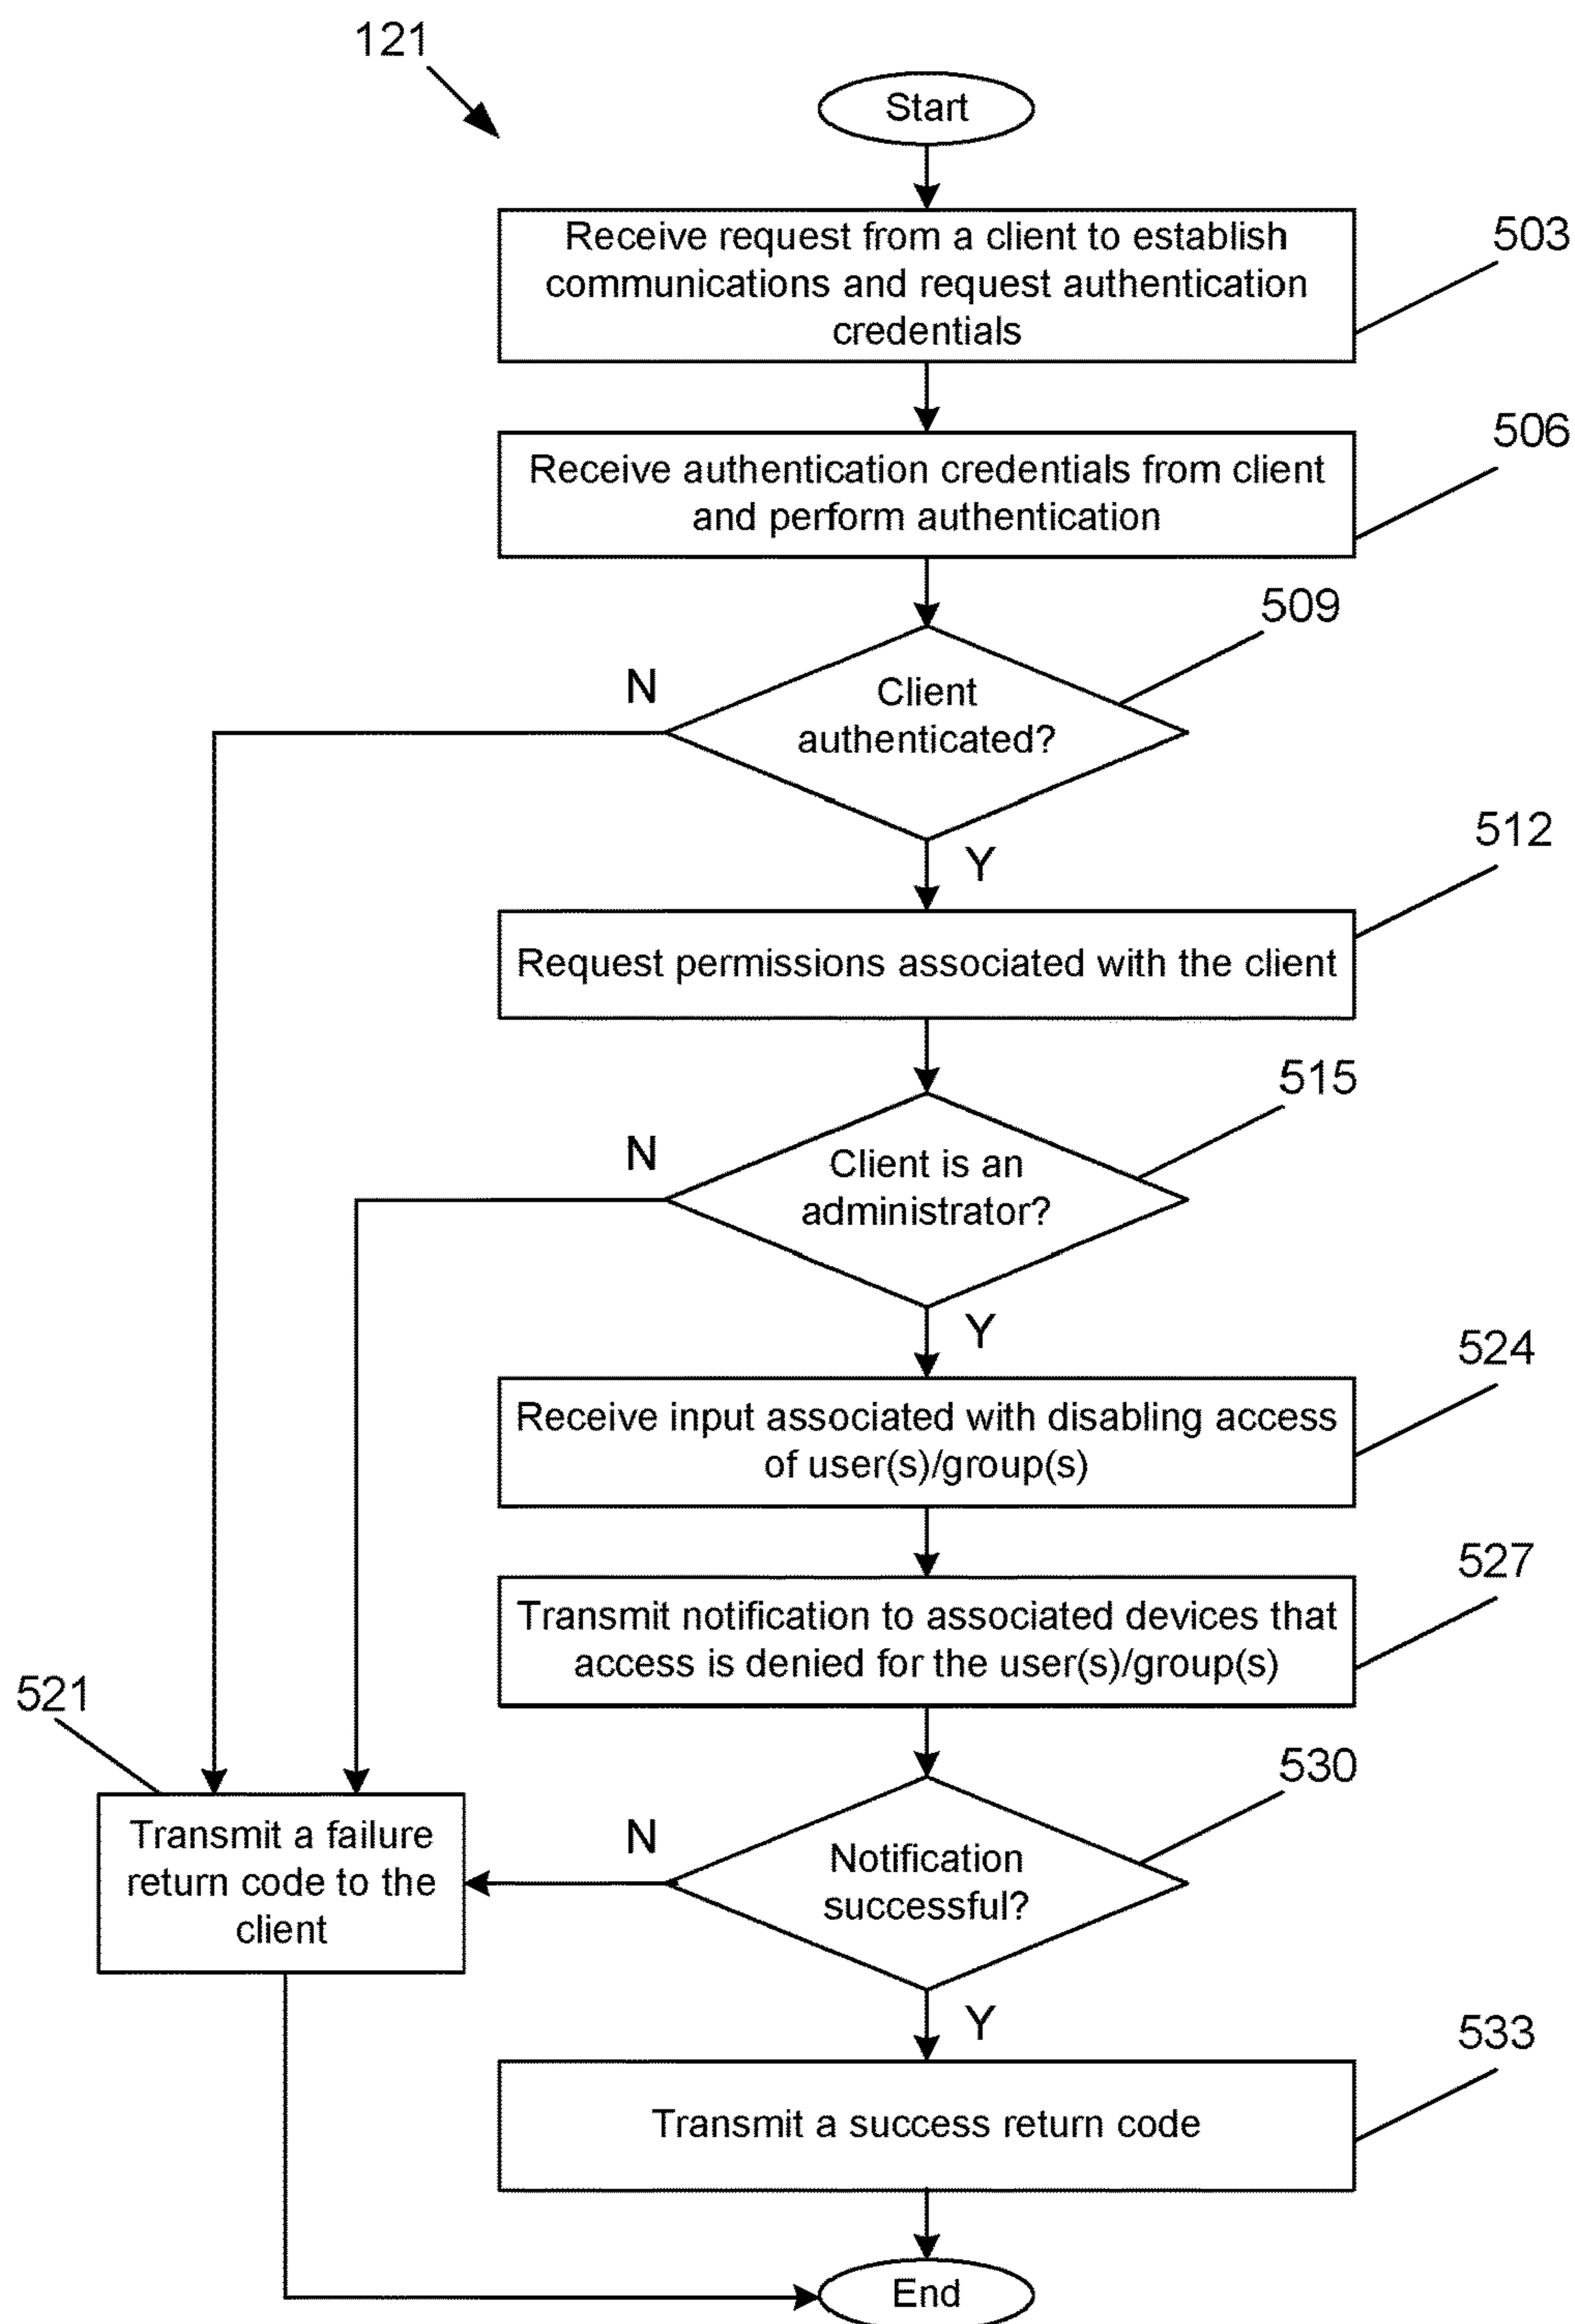 121
Start
Receive request from a client to establish
communications and request authentication
credentials
503
Receive authentication credentials from client
and perform authentication
506
509
N
Client
authenticated?
Y
512
Request permissions associated with the client
515
N
Client is an
administrator?
Y
524
Receive input associated with disabling access
of user(s)/group(s)
527
Transmit notification to associated devices that
access is denied for the user(s)/group(s)
521
530
Transmit a failure
return code to the
client
N
Notification
successful?
Y
533
Transmit a success return code
End